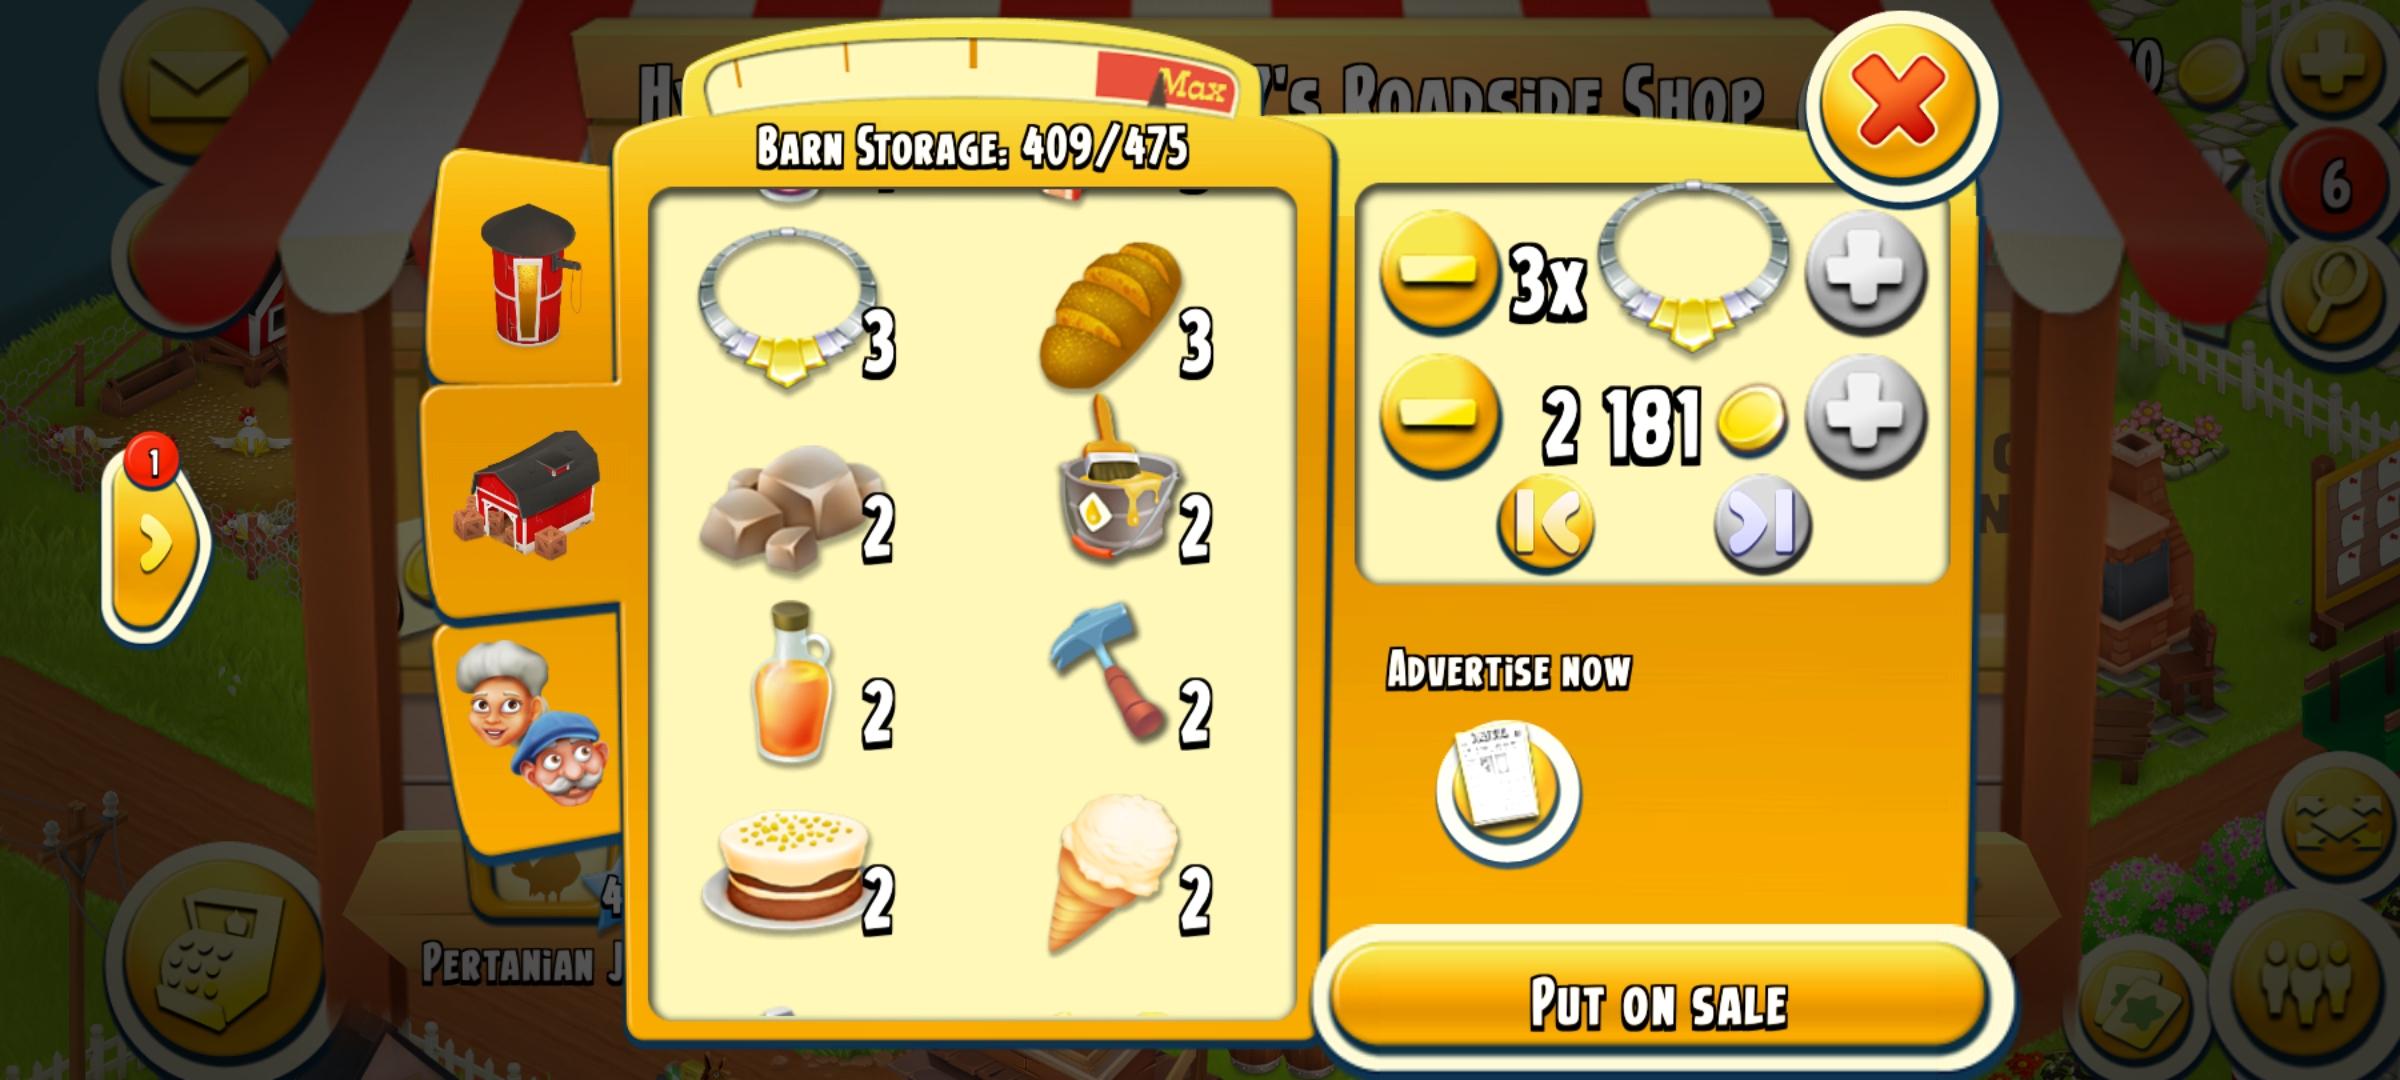 's Roadside Shop
Max
Barn Storage: 409/475
6
3
3
3x
2 181
1
2
2
Advertise now
2
2
2
2
Pertanian
Put on sale